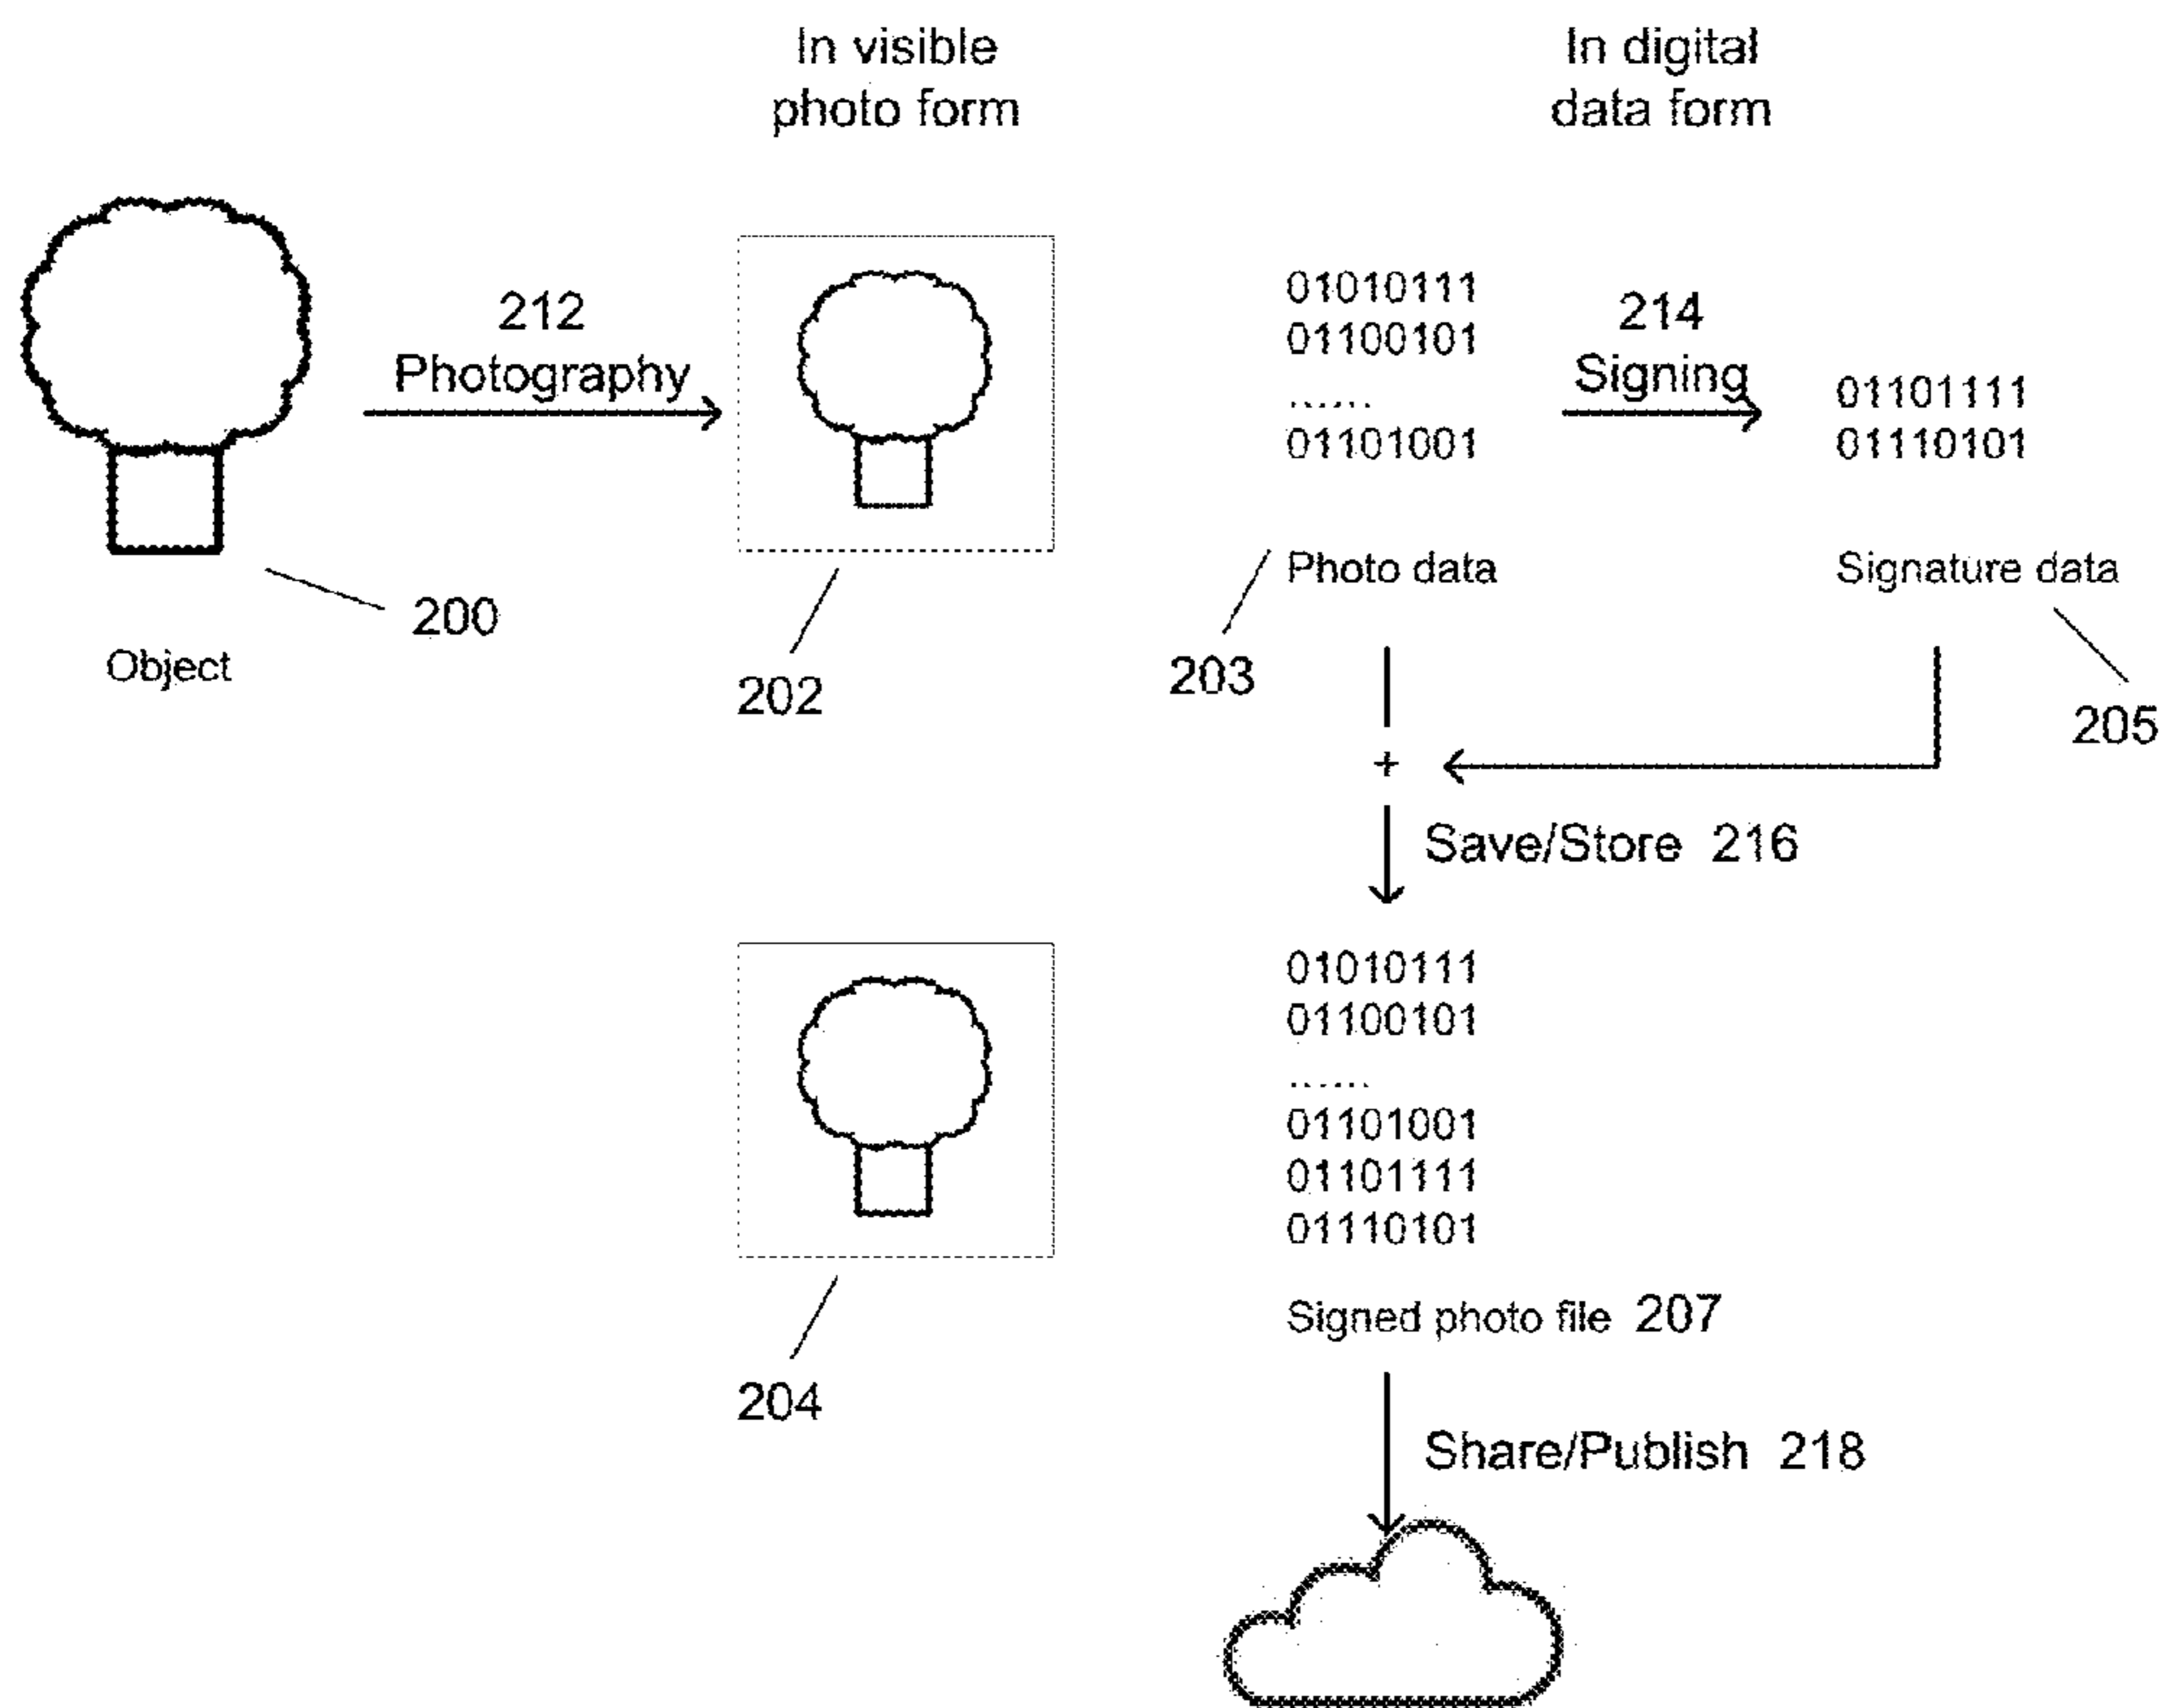 In visible
photo form
In digital
data form
212
Photography
01010111
01100101
......
01101001
214
Signing
01101111
01110101
200
Object
202
Photo data
203
Signature data
205
+
Save/Store 216
01010111
01100101
......
01101001
01101111
01110101
204
Signed photo file 207
Share/Publish 218